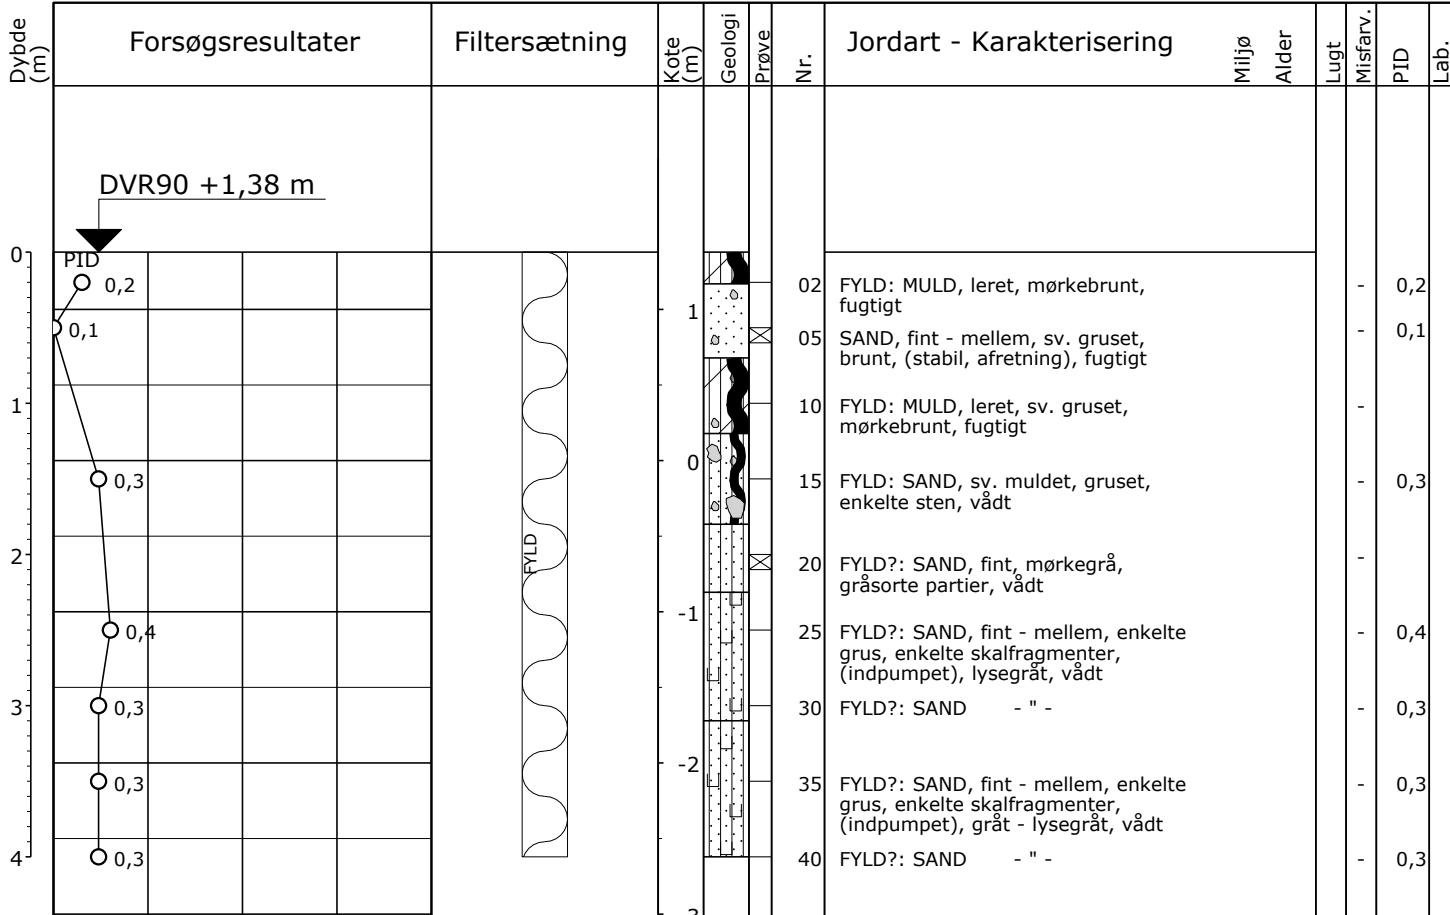 Dybde (m)
Forsøgsresultater
Filtersætning
Kote (m)
Geologi
Prøve
Nr.
Jordart - Karakterisering
Miljø
Alder
Lugt
Misfarv.
PID
Lab.
DVR90 +1,38 m
0
PID
0,2
02 FYLD: MULD, leret, mørkebrunt, - 0,2
fugtigt
1
0,1
05 SAND, fint - mellem, sv. gruset, - 0,1
brunt, (stabil, afretning), fugtigt
1
10 FYLD: MULD, leret, sv. gruset, -
mørkebrunt, fugtigt
0
0,3
15 FYLD: SAND, sv. muldet, gruset, - 0,3
enkelte sten, vådt
2
FYLD
20 FYLD?: SAND, fint, mørkegrå, -
gråsorte partier, vådt
-1
0,4
25 FYLD?: SAND, fint - mellem, enkelte - 0,4
grus, enkelte skalfragmenter,
(indpumpet), lysegråt, vådt
3
0,3
30 FYLD?: SAND - " - - 0,3
-2
0,3
35 FYLD?: SAND, fint - mellem, enkelte - 0,3
grus, enkelte skalfragmenter,
(indpumpet), gråt - lysegråt, vådt
4
0,3
40 FYLD?: SAND - " - - 0,3